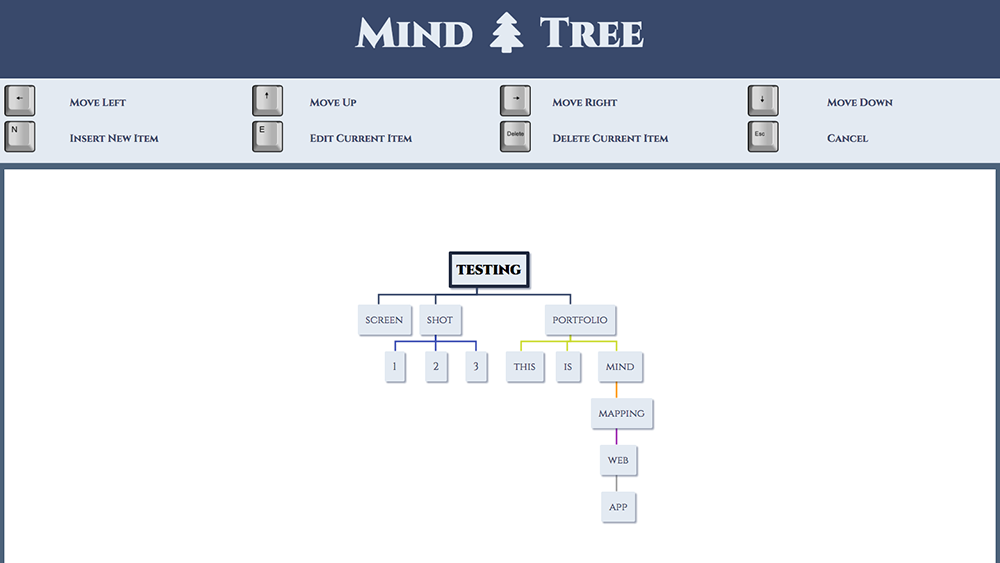 MIND TREE
← MOVE LEFT ↑ MOVE UP → MOVE RIGHT ↓ MOVE DOWN
N INSERT NEW ITEM E EDIT CURRENT ITEM Delete DELETE CURRENT ITEM Esc CANCEL
TESTING
SCREEN SHOT PORTFOLIO
1 2 3 THIS IS MIND
MAPPING
WEB
APP